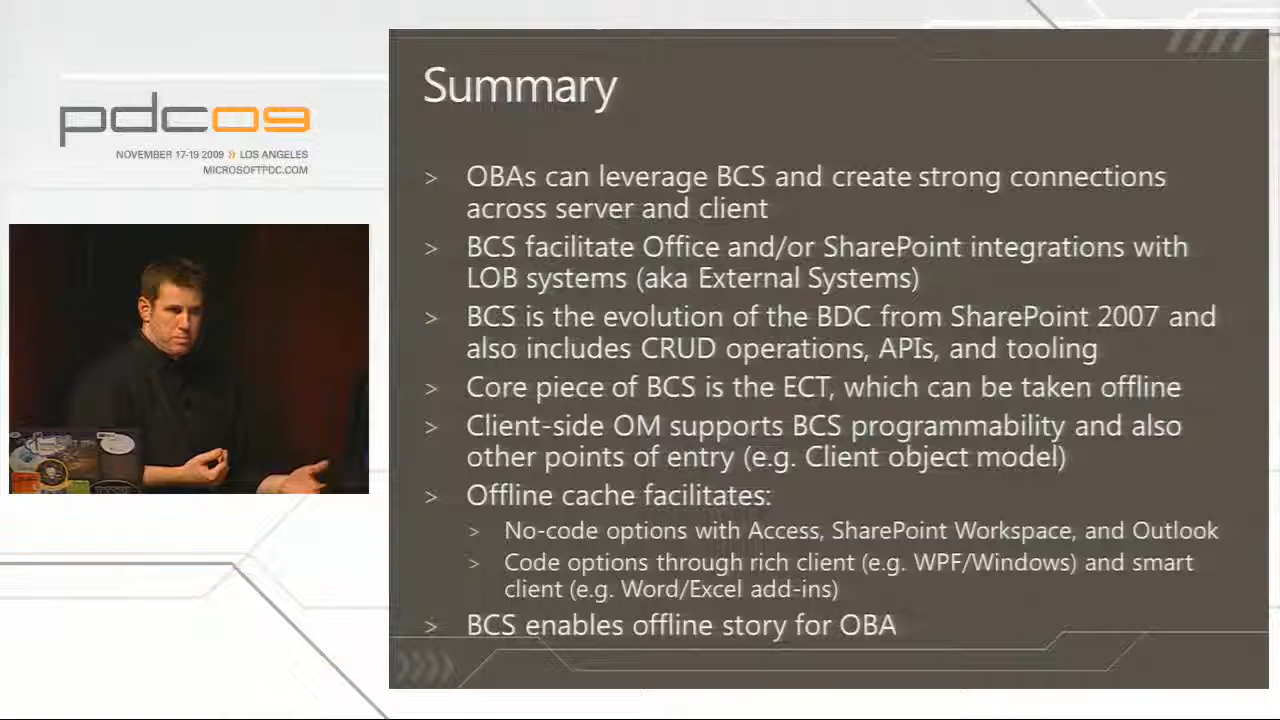 pdc09
NOVEMBER 17-19 2009 » LOS ANGELES
MICROSOFTPDC.COM
Summary
> OBAs can leverage BCS and create strong connections
across server and client
> BCS facilitate Office and/or SharePoint integrations with
LOB systems (aka External Systems)
> BCS is the evolution of the BDC from SharePoint 2007 and
also includes CRUD operations, APIs, and tooling
> Core piece of BCS is the ECT, which can be taken offline
> Client-side OM supports BCS programmability and also
other points of entry (e.g. Client object model)
> Offline cache facilitates:
> No-code options with Access, SharePoint Workspace, and Outlook
> Code options through rich client (e.g. WPF/Windows) and smart
client (e.g. Word/Excel add-ins)
> BCS enables offline story for OBA